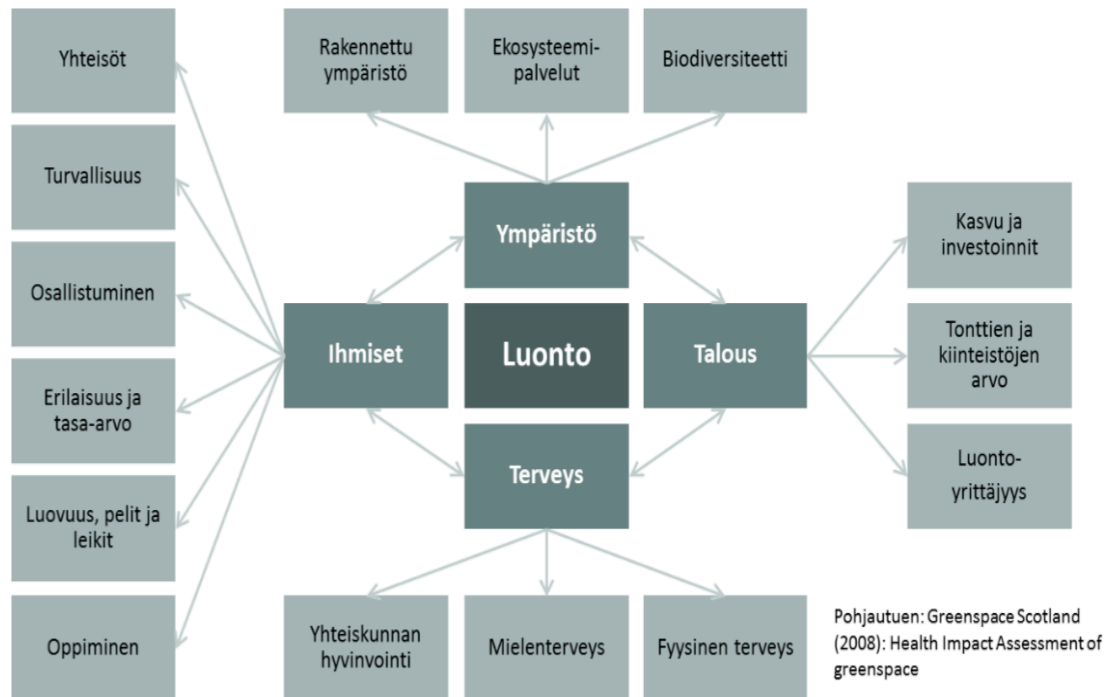 Yhteisöt
Turvallisuus
Osallistuminen
Erilaisuus ja
tasa-arvo
Luovuus, pelit ja
leikit
Oppiminen
Rakennettu
ympäristö
Ekosysteemi-
palvelut
Biodiversiteetti
Ympäristö
Ihmiset
Luonto
Talous
Terveys
Kasvu ja
investoinnit
Tonttien ja
kiinteistöjen
arvo
Luonto-
yrittäjyys
Yhteiskunnan
hyvinvointi
Mielenterveys
Fyysinen terveys
Pohjautuen: Greenspace Scotland
(2008): Health Impact Assessment of
greenspace